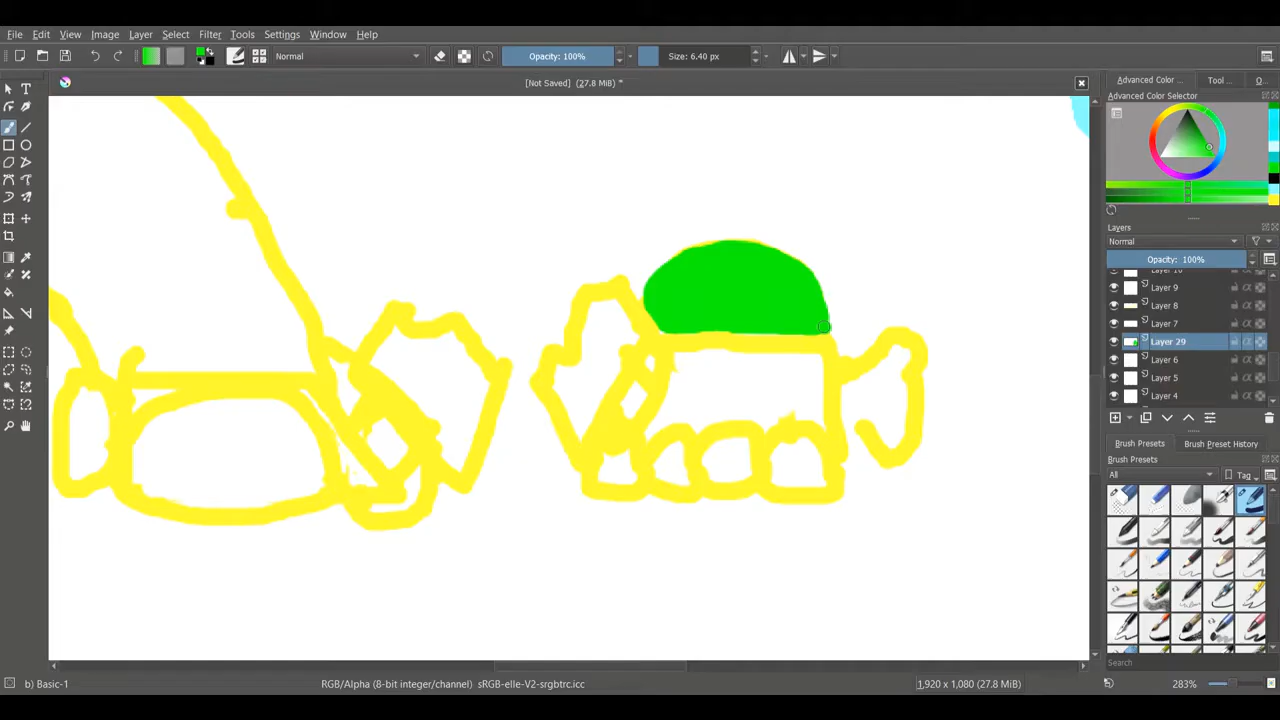 File Edit View Image Layer Select Filter Tools Settings Window Help
Normal Opacity: 100% Size: 6.40 px
[Not Saved] (27.8 MiB) *
Advanced Color ... Tool ... O...
Advanced Color Selector
Layers
Normal
Opacity: 100%
Layer 10
Layer 9
Layer 8
Layer 7
Layer 29
Layer 6
Layer 5
Layer 4
Brush Presets Brush Preset History
Brush Presets
All Tag
Search
b) Basic-1 RGB/Alpha (8-bit integer/channel) sRGB-elle-V2-srgbtrc.icc 1,920 x 1,080 (27.8 MiB) 283%